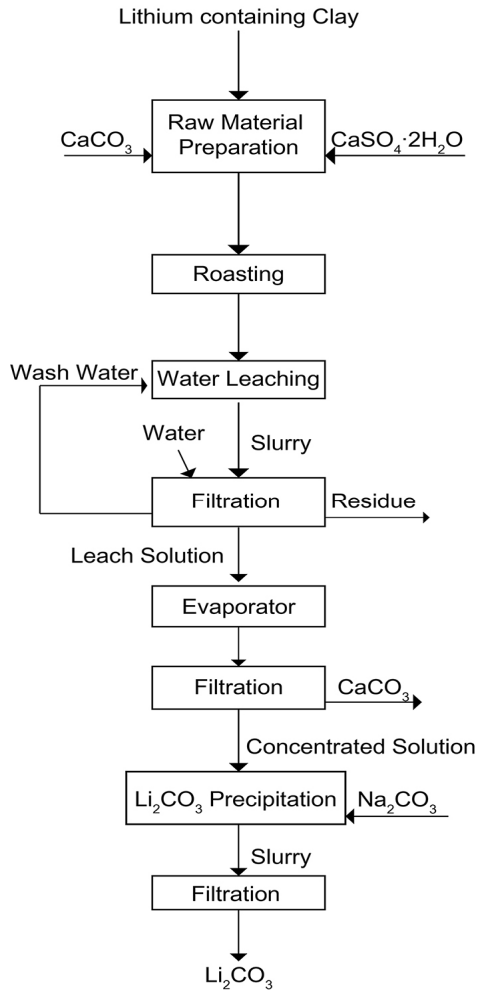 Lithium containing Clay
Raw Material
Preparation
CaCO₃
CaSO₄·2H₂O
Roasting
Wash Water
Water Leaching
Water
Slurry
Filtration
Residue
Leach Solution
Evaporator
Filtration
CaCO₃
Concentrated Solution
Li₂CO₃ Precipitation
Na₂CO₃
Slurry
Filtration
Li₂CO₃